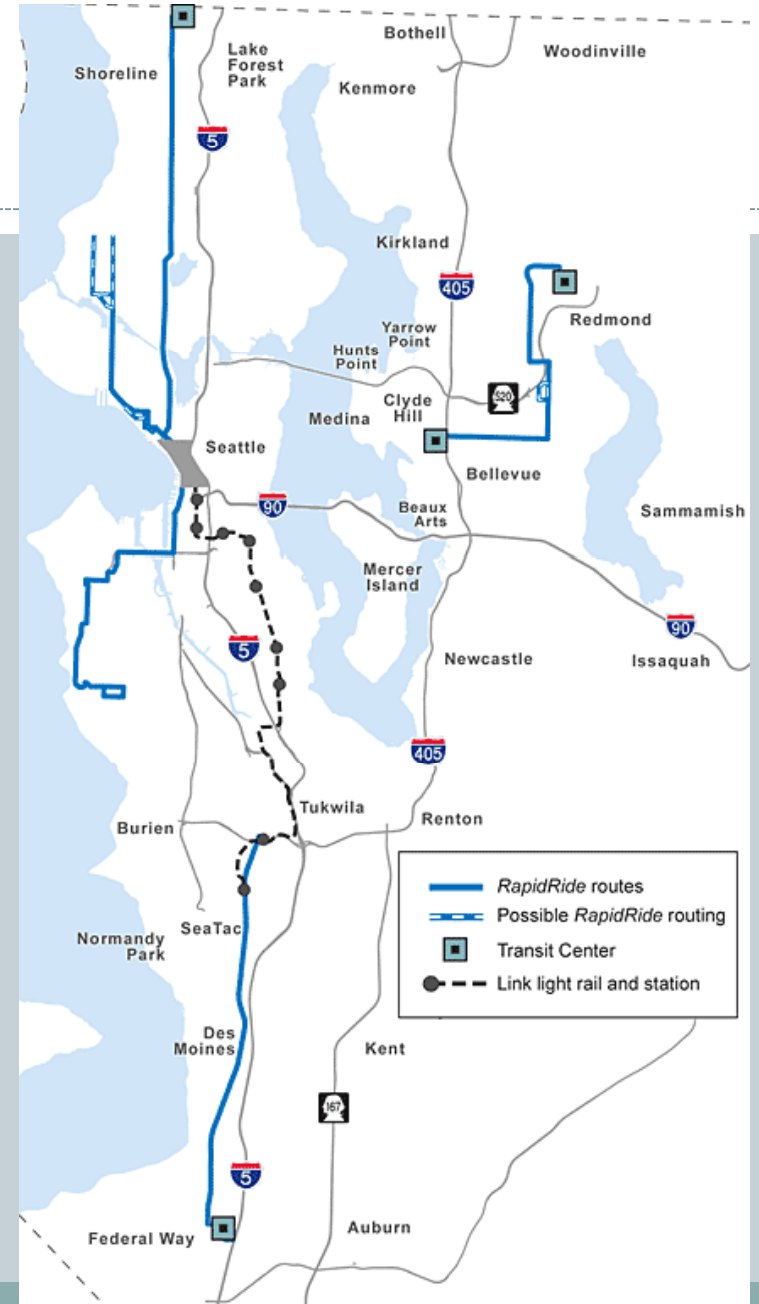 Lake
Forest
Park
Bothell
Woodinville
Shoreline
Kenmore
5
Kirkland
405
Redmond
Yarrow
Point
Hunts
Point
520
Clyde
Hill
Medina
Seattle
Bellevue
90
Beaux
Arts
Sammamish
Mercer
Island
90
5
Newcastle
Issaquah
405
Tukwila
Burien
Renton
RapidRide routes
Possible RapidRide routing
Transit Center
Link light rail and station
SeaTac
Normandy
Park
Des
Moines
Kent
167
5
Federal Way
Auburn